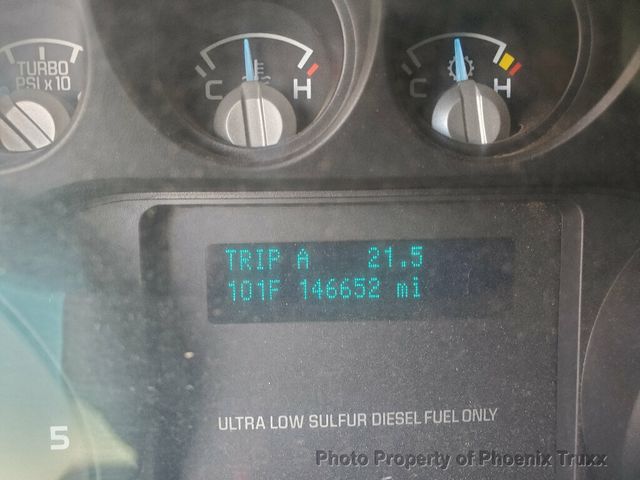 TURBO
PSI x 10
C H
C H
TRIP A 21.5
101F 146652 mi
ULTRA LOW SULFUR DIESEL FUEL ONLY
5
Photo Property of Phoenix Truxx